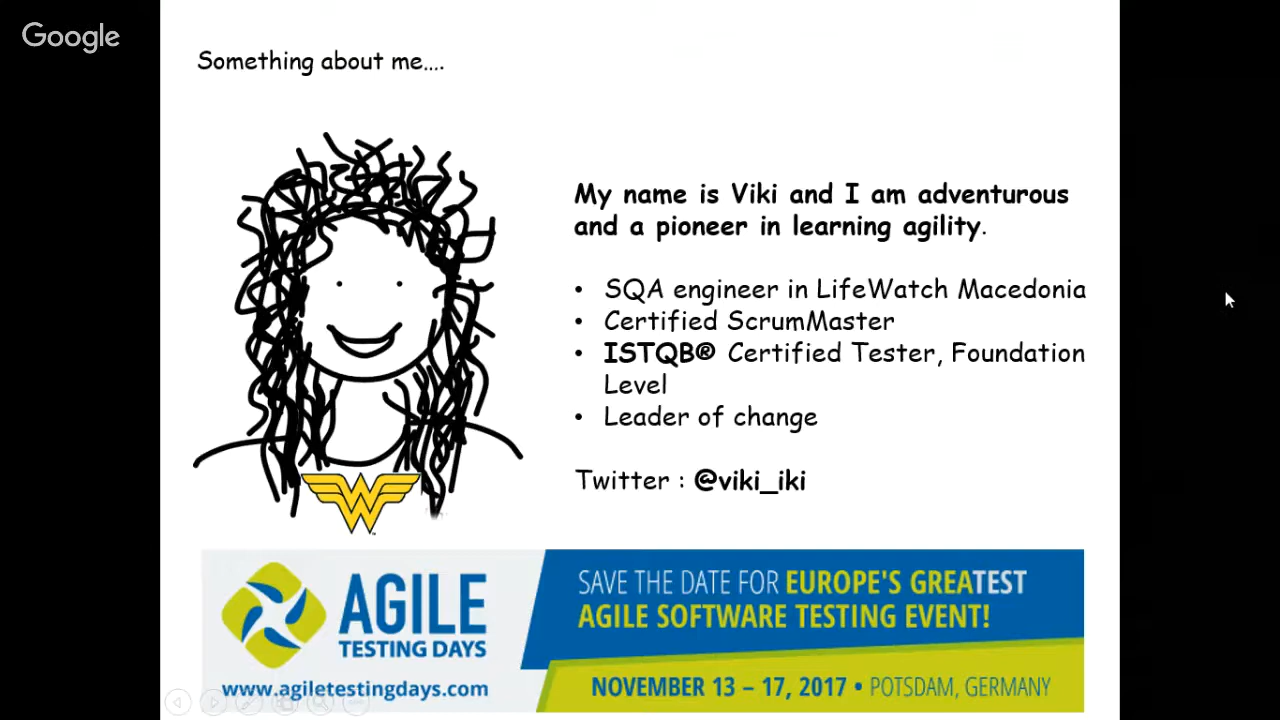 Google
Something about me....
My name is Viki and I am adventurous
and a pioneer in learning agility.
• SQA engineer in LifeWatch Macedonia
• Certified ScrumMaster
• ISTQB® Certified Tester, Foundation
Level
• Leader of change
Twitter : @viki_iki
W
™
AGILE
TESTING DAYS
www.agiletestingdays.com
SAVE THE DATE FOR EUROPE'S GREATEST
AGILE SOFTWARE TESTING EVENT!
NOVEMBER 13 – 17, 2017 • POTSDAM, GERMANY